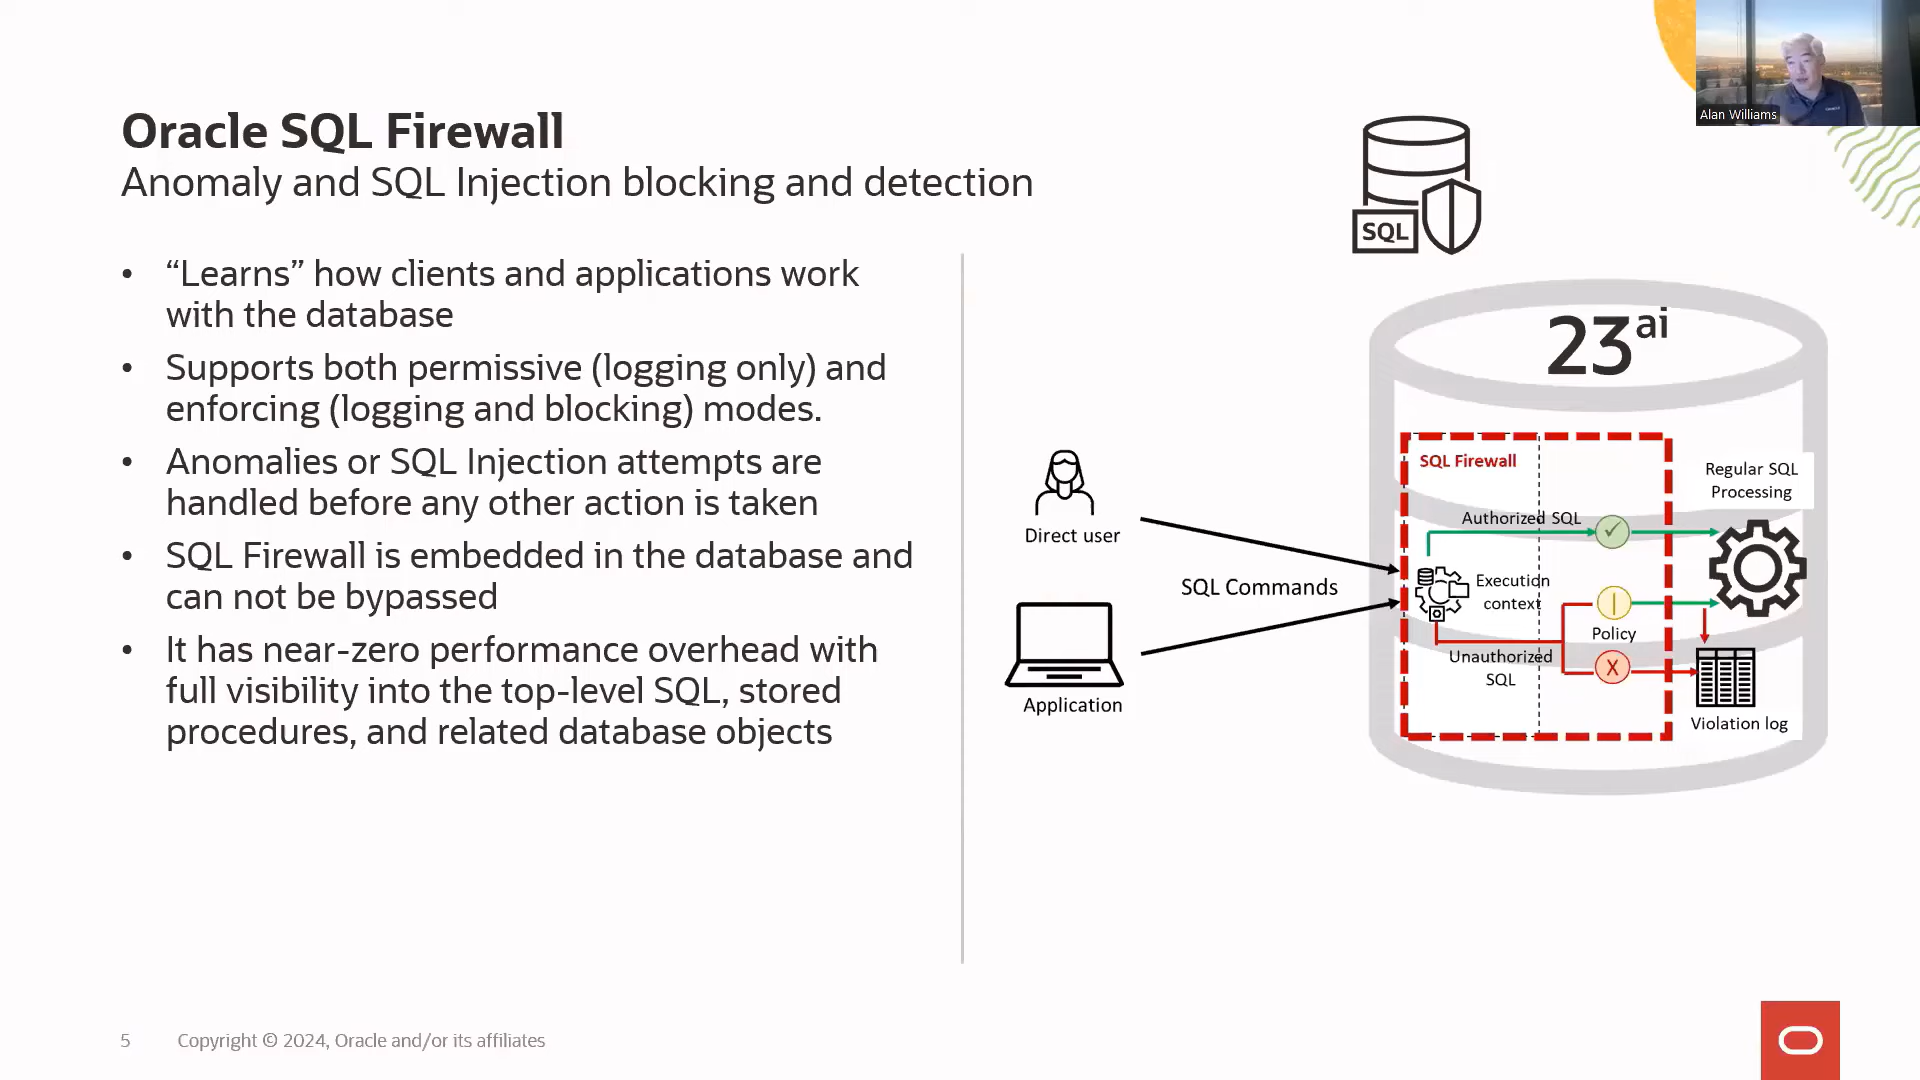 Alan Williams
Oracle SQL Firewall
Anomaly and SQL Injection blocking and detection
• “Learns” how clients and applications work
with the database
• Supports both permissive (logging only) and
enforcing (logging and blocking) modes.
• Anomalies or SQL Injection attempts are
handled before any other action is taken
• SQL Firewall is embedded in the database and
can not be bypassed
• It has near-zero performance overhead with
full visibility into the top-level SQL, stored
procedures, and related database objects
SQL
23ai
SQL Firewall
Regular SQL
Processing
Authorized SQL
Direct user
SQL Commands
Execution
context
Policy
Unauthorized
SQL
X
Application
Violation log
5 Copyright © 2024, Oracle and/or its affiliates